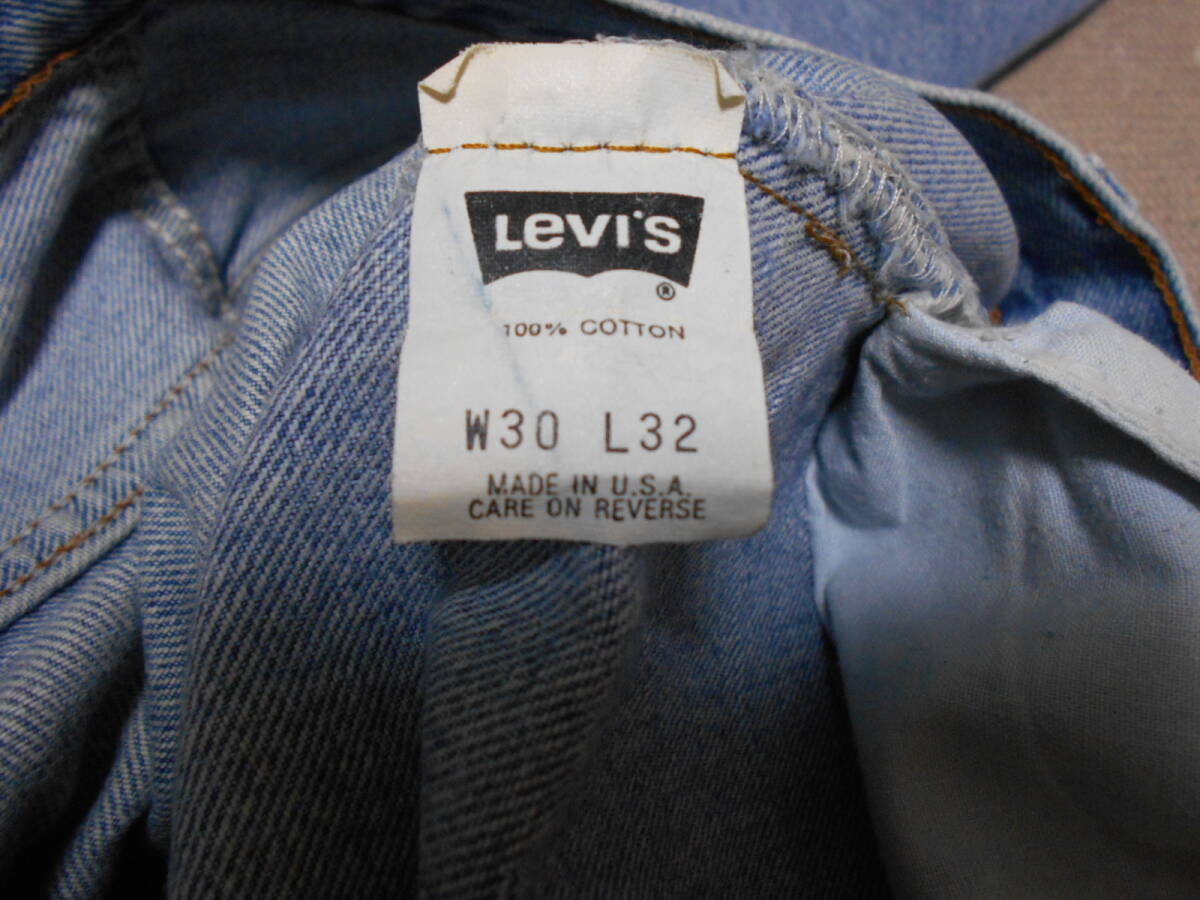 Levi's
®
100% COTTON
W30 L32
MADE IN U.S.A.
CARE ON REVERSE